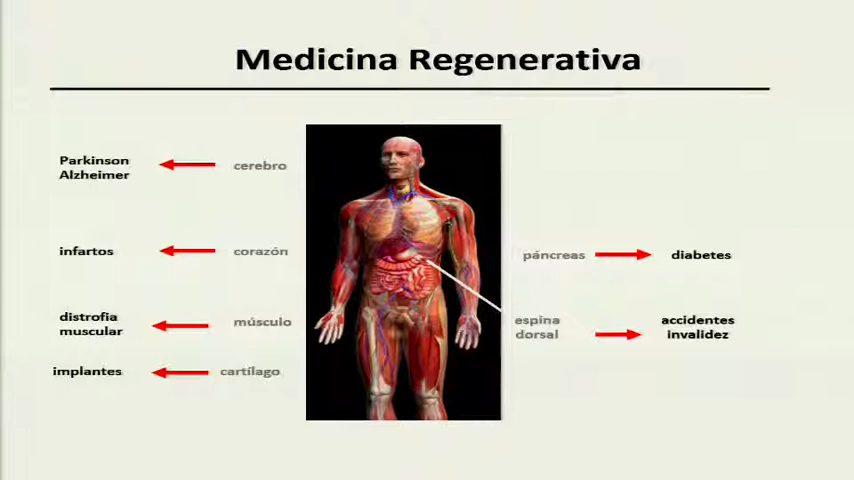 Medicina Regenerativa
Parkinson
Alzheimer
cerebro
infartos
corazón
distrofia
muscular
músculo
implantes
cartílago
páncreas
diabetes
espina
dorsal
accidentes
invalidez